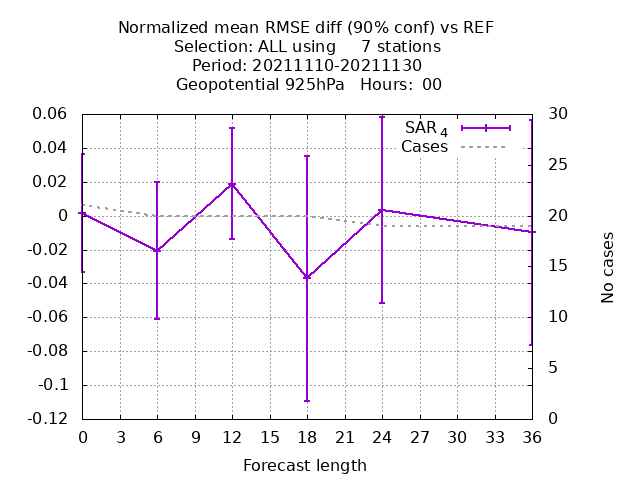 Normalized mean RMSE diff (90% conf) vs REF
Selection: ALL using 7 stations
Period: 20211110-20211130
Geopotential 925hPa Hours: 00
SAR 4
Cases
0.06
0.04
0.02
0
-0.02
-0.04
-0.06
-0.08
-0.1
-0.12
30
25
20
15
10
5
0
No cases
0 3 6 9 12 15 18 21 24 27 30 33 36
Forecast length